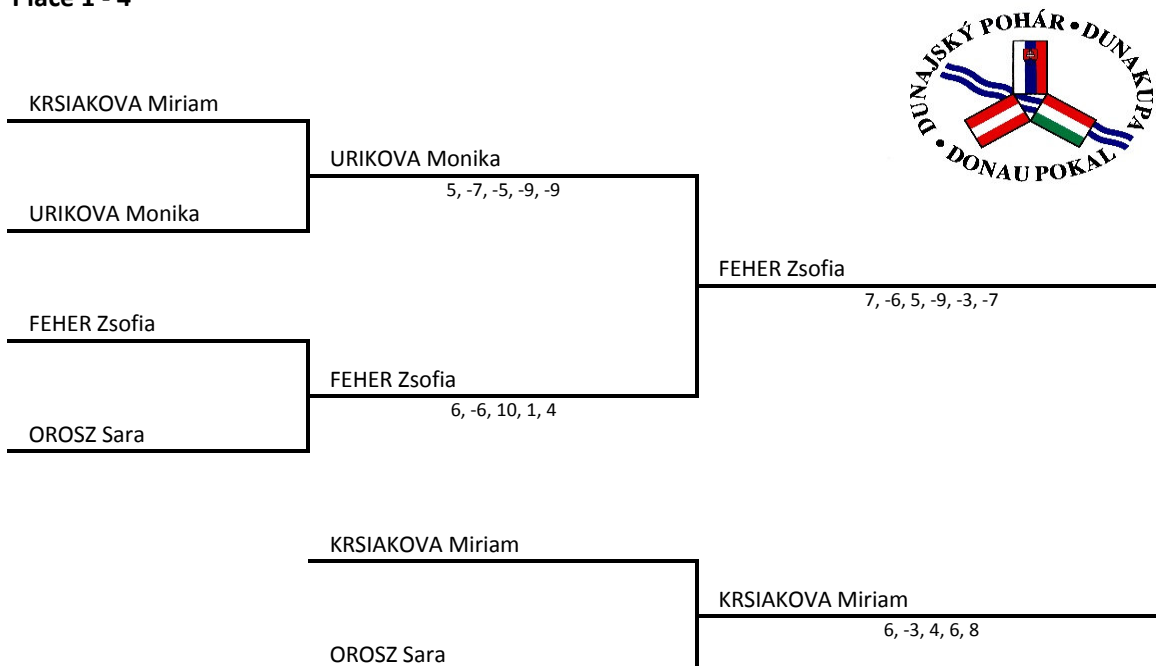 Place 1 - 4
DUNAJSKÝ POHÁR • DUNA KUPA • DONAU POKAL
KRSIAKOVA Miriam
URIKOVA Monika
5, -7, -5, -9, -9
URIKOVA Monika
FEHER Zsofia
7, -6, 5, -9, -3, -7
FEHER Zsofia
FEHER Zsofia
6, -6, 10, 1, 4
OROSZ Sara
KRSIAKOVA Miriam
KRSIAKOVA Miriam
6, -3, 4, 6, 8
OROSZ Sara